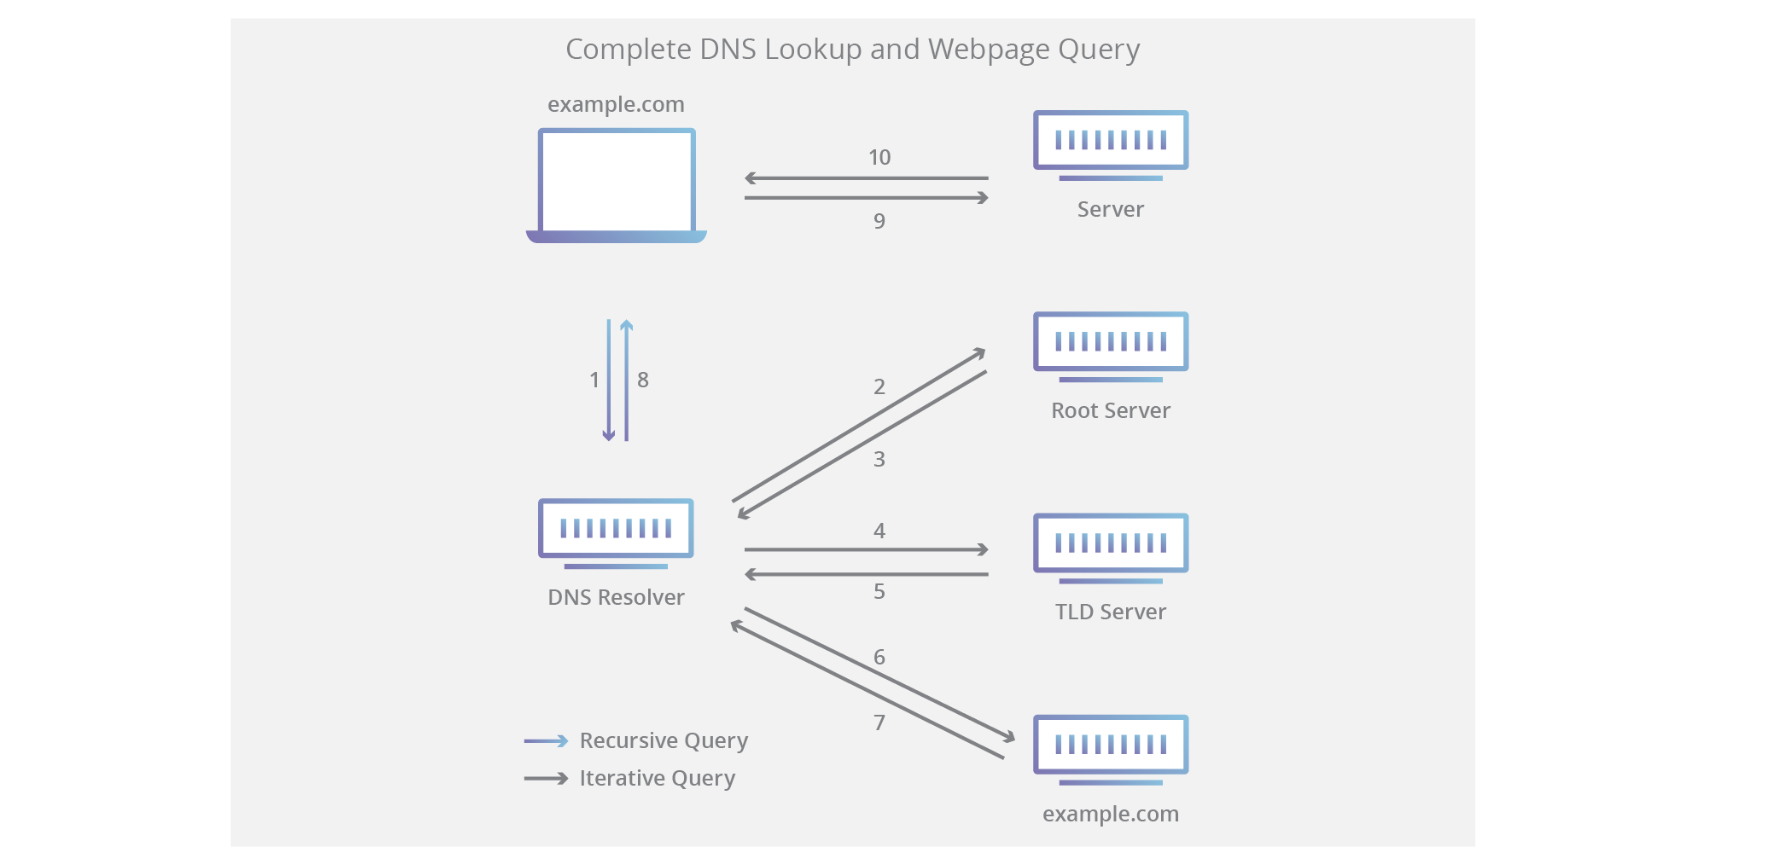 Complete DNS Lookup and Webpage Query
example.com
10
9
Server
1
8
2
3
Root Server
DNS Resolver
4
5
TLD Server
6
7
example.com
Recursive Query
Iterative Query